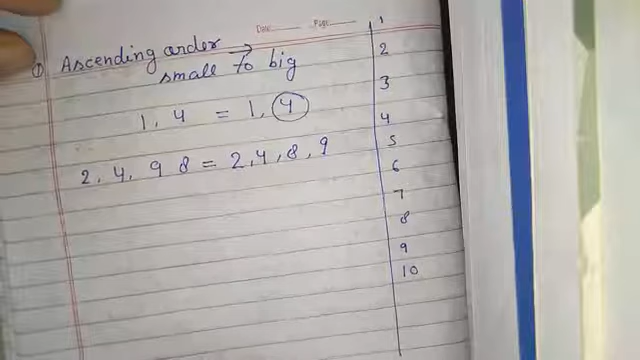 Date Page
① Ascending order →
small to big
1, 4 = 1, 4
2, 4, 9 8 = 2, 4, 8, 9
1
2
3
4
5
6
7
8
9
10